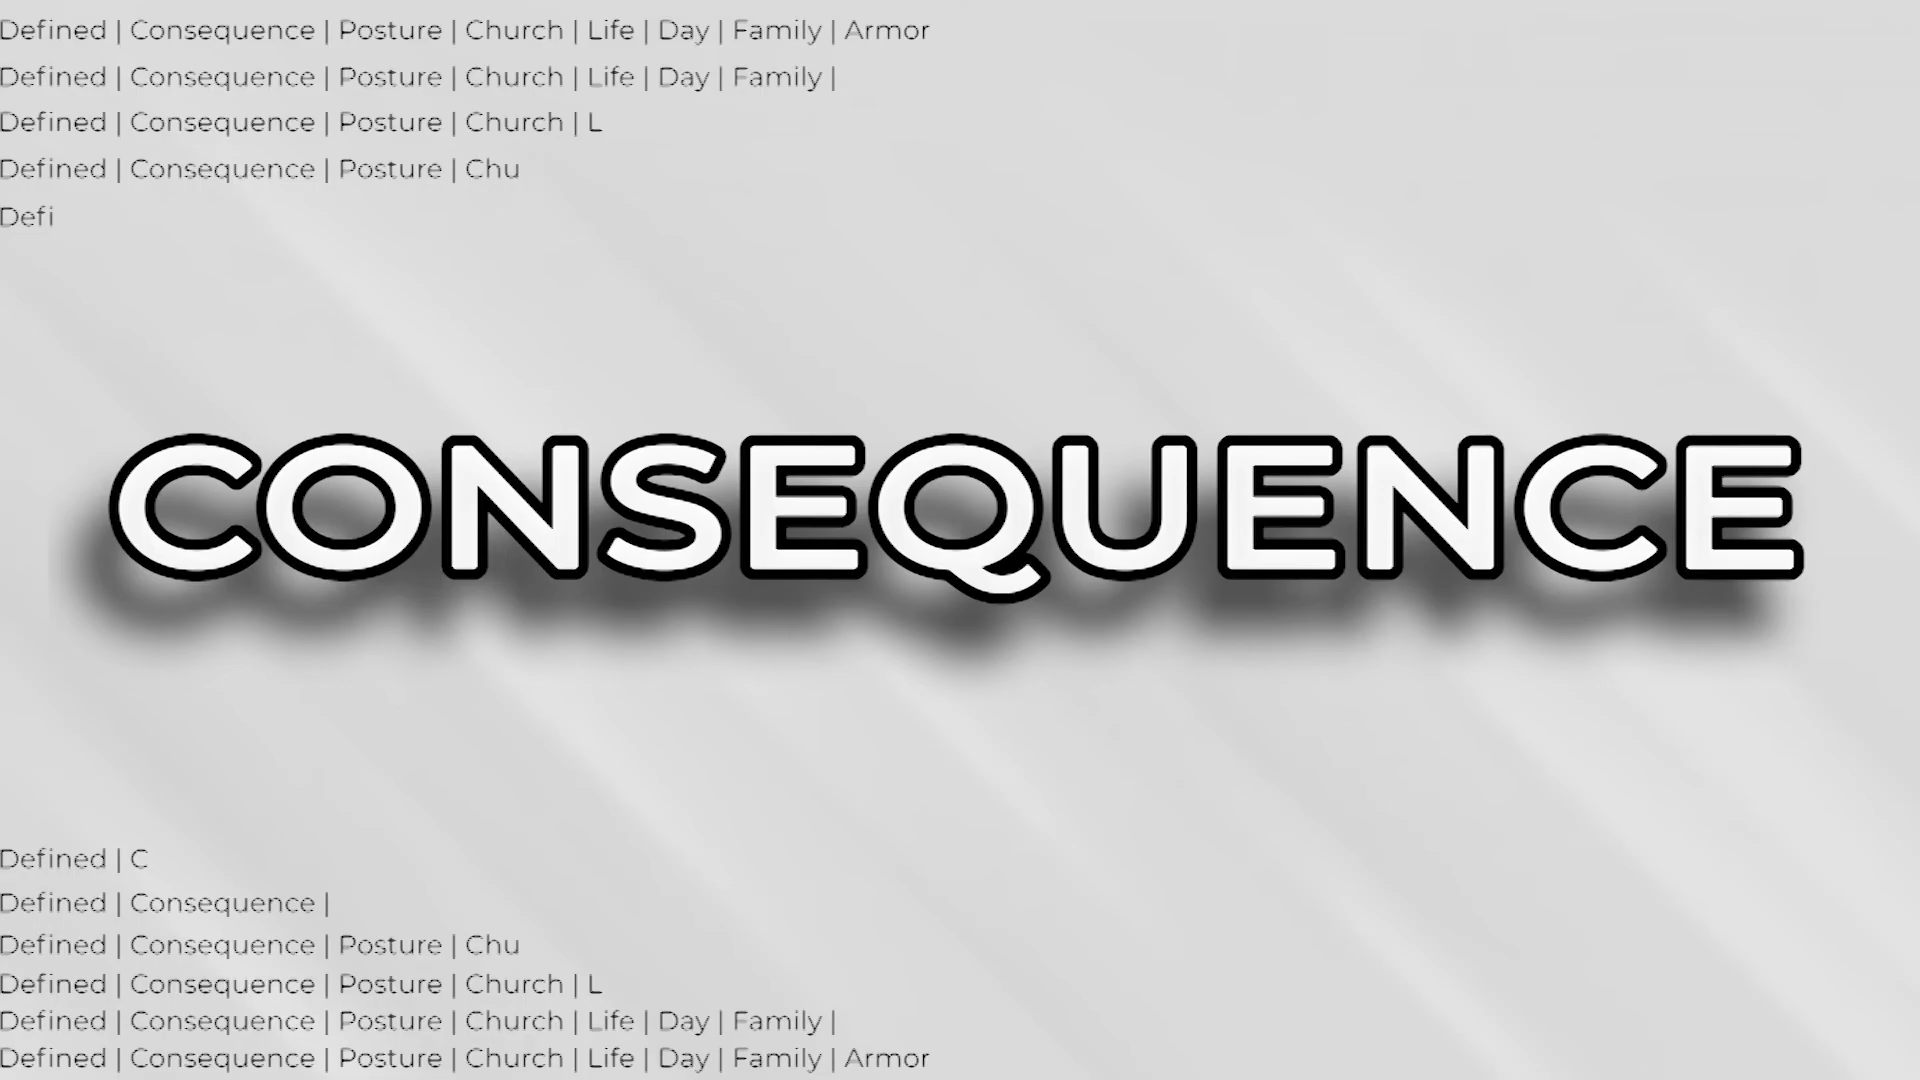 Defined | Consequence | Posture | Church | Life | Day | Family | Armor
Defined | Consequence | Posture | Church | Life | Day | Family |
Defined | Consequence | Posture | Church | L
Defined | Consequence | Posture | Chu
Defi
CONSEQUENCE
Defined | C
Defined | Consequence |
Defined | Consequence | Posture | Chu
Defined | Consequence | Posture | Church | L
Defined | Consequence | Posture | Church | Life | Day | Family |
Defined | Consequence | Posture | Church | Life | Day | Family | Armor